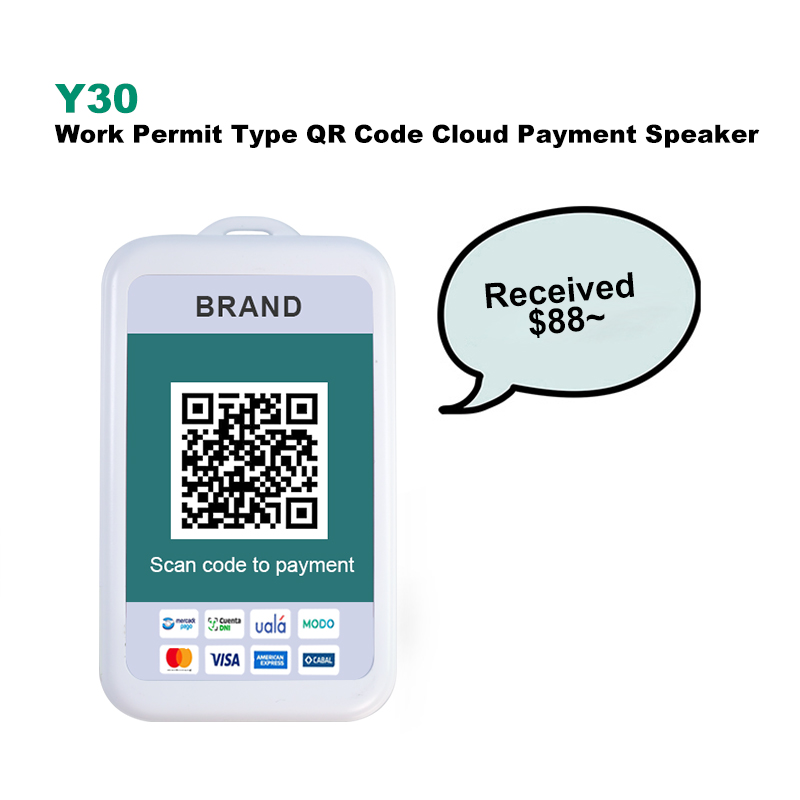 Y30
Work Permit Type QR Code Cloud Payment Speaker
Received
$88~
BRAND
Scan code to payment
mercado pago
Cuenta DNI
ualá
MODO
VISA
AMERICAN EXPRESS
CABAL